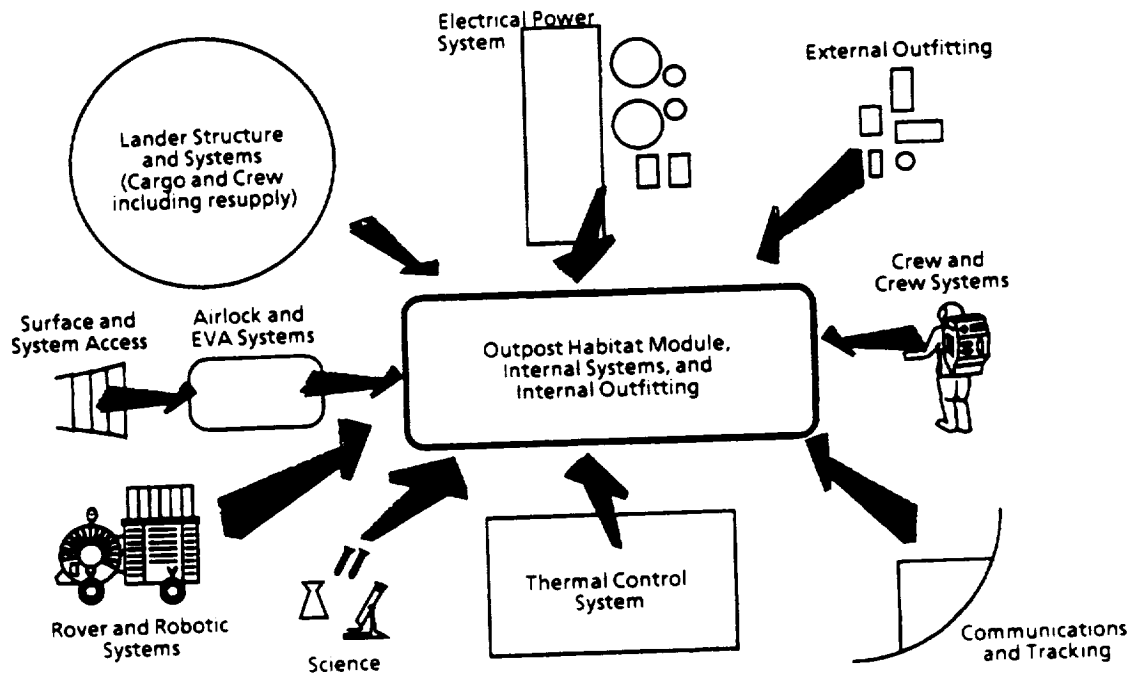 Electrical Power
System
External Outfitting
Lander Structure
and Systems
(Cargo and Crew
including resupply)
Crew and
Crew Systems
Surface and
System Access
Airlock and
EVA Systems
Outpost Habitat Module,
Internal Systems, and
Internal Outfitting
Thermal Control
System
Rover and Robotic
Systems
Science
Communications
and Tracking